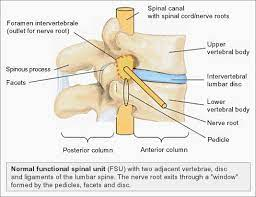 Spinal canal
with spinal cord/nerve roots
Foramen intervertebrale
(outlet for nerve root)
Spinous process
Facets
Upper
vertebral body
Intervertebral
lumbar disc
Lower
vertebral body
Nerve root
Pedicle
Posterior column
Anterior column
Normal functional spinal unit (FSU) with two adjacent vertebrae, disc
and ligaments of the lumbar spine. The nerve root exits through a "window"
formed by the pedicles, facets and disc.